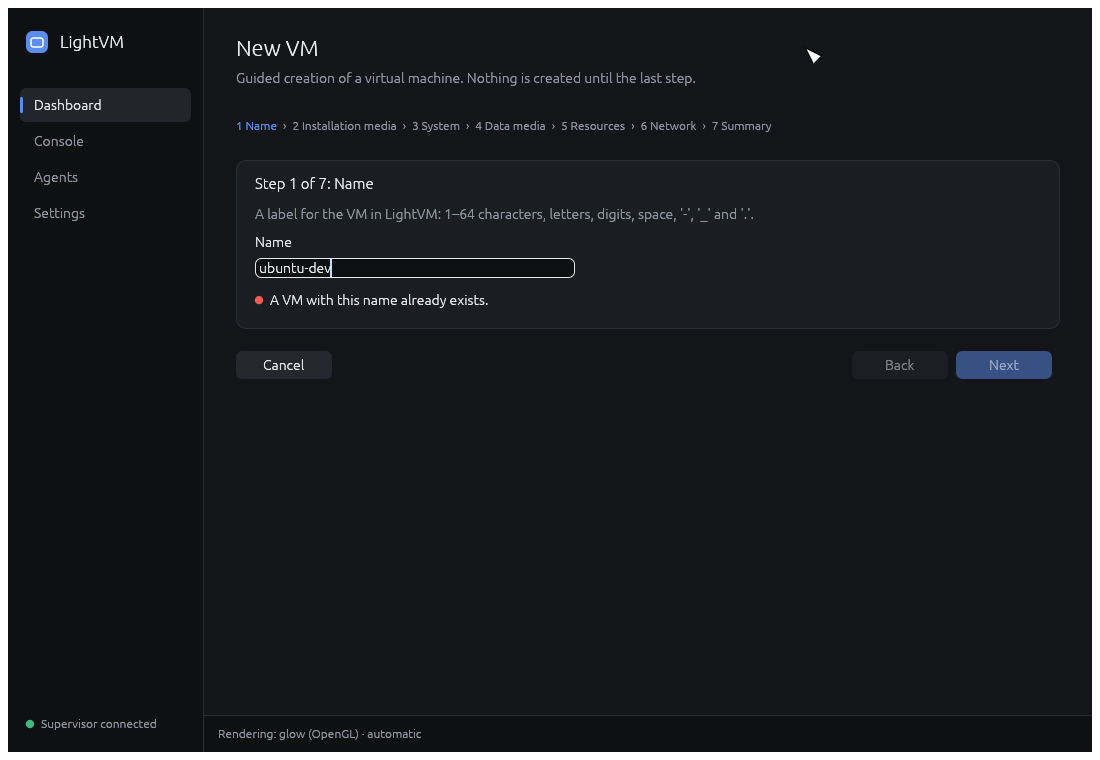 LightVM
Dashboard
Console
Agents
Settings
Supervisor connected
New VM
Guided creation of a virtual machine. Nothing is created until the last step.
1 Name › 2 Installation media › 3 System › 4 Data media › 5 Resources › 6 Network › 7 Summary
Step 1 of 7: Name
A label for the VM in LightVM: 1–64 characters, letters, digits, space, '-', '_' and '.'.
Name
ubuntu-dev
A VM with this name already exists.
Cancel
Back
Next
Rendering: glow (OpenGL) · automatic